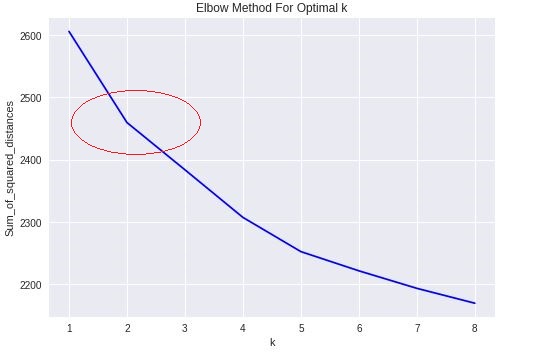 Elbow Method For Optimal k
2600
2500
2400
2300
2200
Sum_of_squared_distances
1 2 3 4 5 6 7 8
k